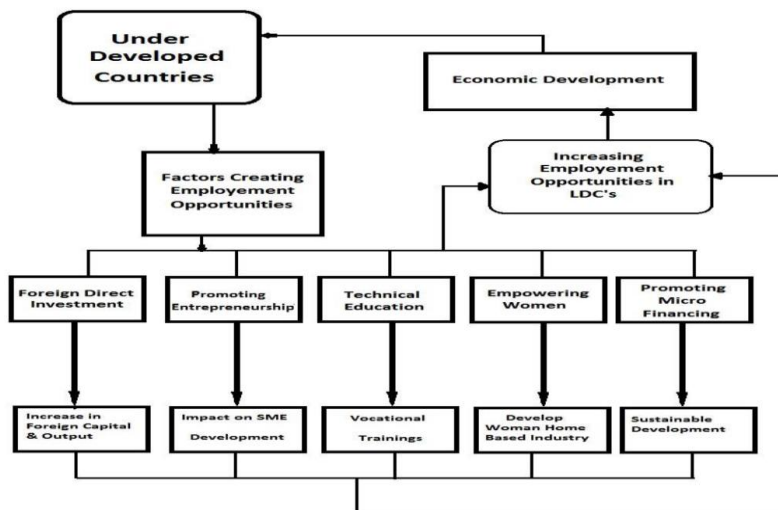 Under
Developed
Countries
Economic Development
Factors Creating
Employement
Opportunities
Increasing
Employement
Opportunities in
LDC's
Foreign Direct
Investment
Promoting
Entrepreneurship
Technical
Education
Empowering
Women
Promoting
Micro
Financing
Increase in
Foreign Capital
& Output
Impact on SME
Development
Vocational
Trainings
Develop
Woman Home
Based Industry
Sustainable
Development